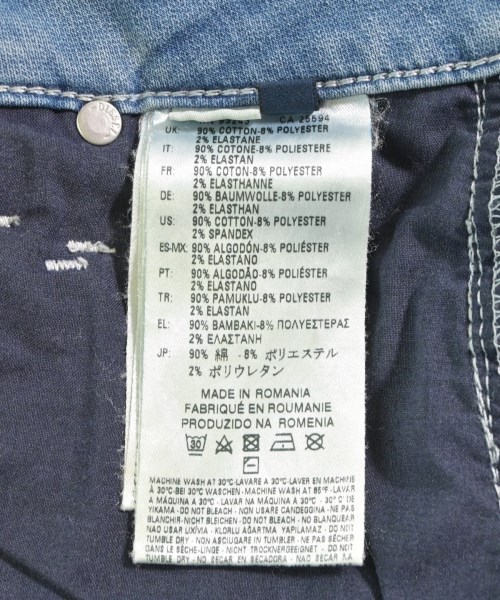 CA 25594
UK: 90% COTTON-8% POLYESTER
2% ELASTANE
IT: 90% COTONE-8% POLIESTERE
2% ELASTAN
FR: 90% COTON-8% POLYESTER
2% ELASTHANNE
DE: 90% BAUMWOLLE-8% POLYESTER
2% ELASTHAN
US: 90% COTTON-8% POLYESTER
2% SPANDEX
ES-MX: 90% ALGODÓN-8% POLIÉSTER
2% ELASTANO
PT: 90% ALGODÃO-8% POLIÉSTER
2% ELASTANO
TR: 90% PAMUKLU-8% POLYESTER
2% ELASTAN
EL: 90% ΒΑΜΒΑΚΙ-8% ΠΟΛΥΕΣΤΕΡΑΣ
2% ΕΛΑΣΤΑΝΗ
JP: 90% 綿 - 8% ポリエステル
2% ポリウレタン
MADE IN ROMANIA
FABRIQUÉ EN ROUMANIE
PRODUZIDO NA ROMENIA
30
MACHINE WASH AT 30°C-LAVARE A 30°C-LAVER EN MACHINE
À 30°C-BEI 30°C WASCHEN-MACHINE WASH AT 85°F-LAVAR
A MÁQUINA A 30°C-LAVAR À MÁQUINA A 30°C-30°C'DE
YIKAMA-DO NOT BLEACH-NON USARE CANDEGGINA-NE PAS
BLANCHIR-NICHT BLEICHEN-DO NOT BLEACH-NO BLANQUEAR
NÃO USAR LIXÍVIA-KLORLU AĞARTMA YAPILAMAZ-DO NOT
TUMBLE DRY-NON ASCIUGARE IN TUMBLER-NE PAS SÉCHER
DANS LE SÈCHE-LINGE-NICHT TROCKNERGEEIGNET-DO NOT
TUMBLE DRY-NO SECAR EN SECADORA-NÃO SECAR